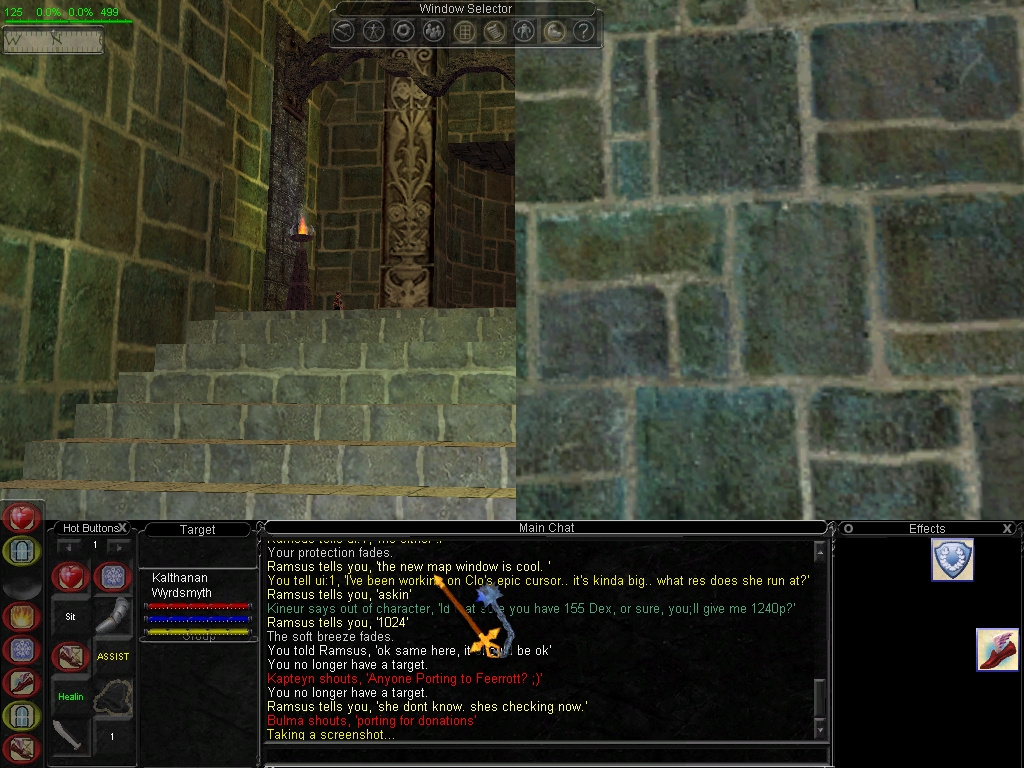 Window Selector
125 0.0% 0.0% 499
W N
Hot Buttons X
1
Sit
ASSIST
Healin
1
Target
Kalthanan
Wyrdsmyth
Group
Main Chat
Your protection fades.
Ramsus tells you, 'the new map window is cool. '
You tell ui:1, 'I've been working on Clo's epic cursor.. it's kinda big.. what res does she run at?'
Ramsus tells you, 'askin'
Kineur says out of character, 'Id you have 155 Dex, or sure, you;ll give me 1240p?'
Ramsus tells you, '1024'
The soft breeze fades.
You told Ramsus, 'ok same here, be ok'
You no longer have a target.
Kapteyn shouts, 'Anyone Porting to Feerrott? ;)'
You no longer have a target.
Ramsus tells you, 'she dont know. shes checking now.'
Bulma shouts, 'porting for donations'
Taking a screenshot...
Effects X